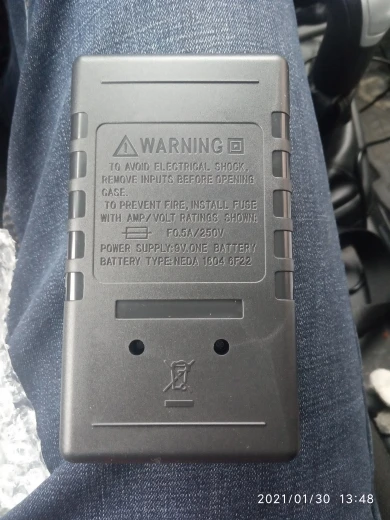 WARNING
TO AVOID ELECTRICAL SHOCK,
REMOVE INPUTS BEFORE OPENING
CASE.
TO PREVENT FIRE, INSTALL FUSE
WITH AMP/VOLT RATINGS, SHOWN:
F0.5A/250V
POWER SUPPLY:9V.ONE BATTERY
BATTERY TYPE:NEDA 1604 6F22
2021/01/30 13:48